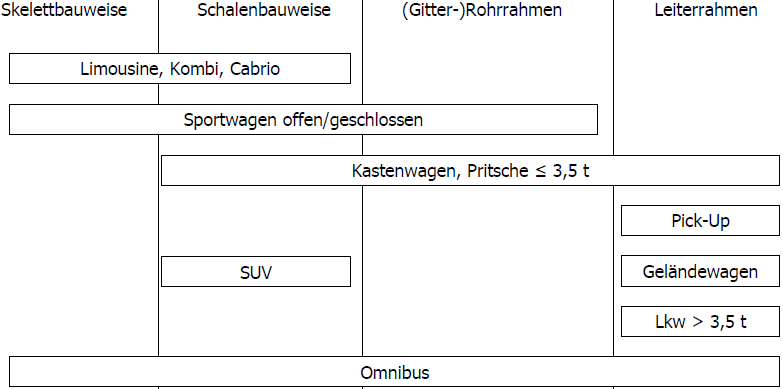 Skelettbauweise Schalenbauweise (Gitter-)Rohrrahmen Leiterrahmen
Limousine, Kombi, Cabrio
Sportwagen offen/geschlossen
Kastenwagen, Pritsche ≤ 3,5 t
Pick-Up
SUV Geländewagen
Lkw > 3,5 t
Omnibus